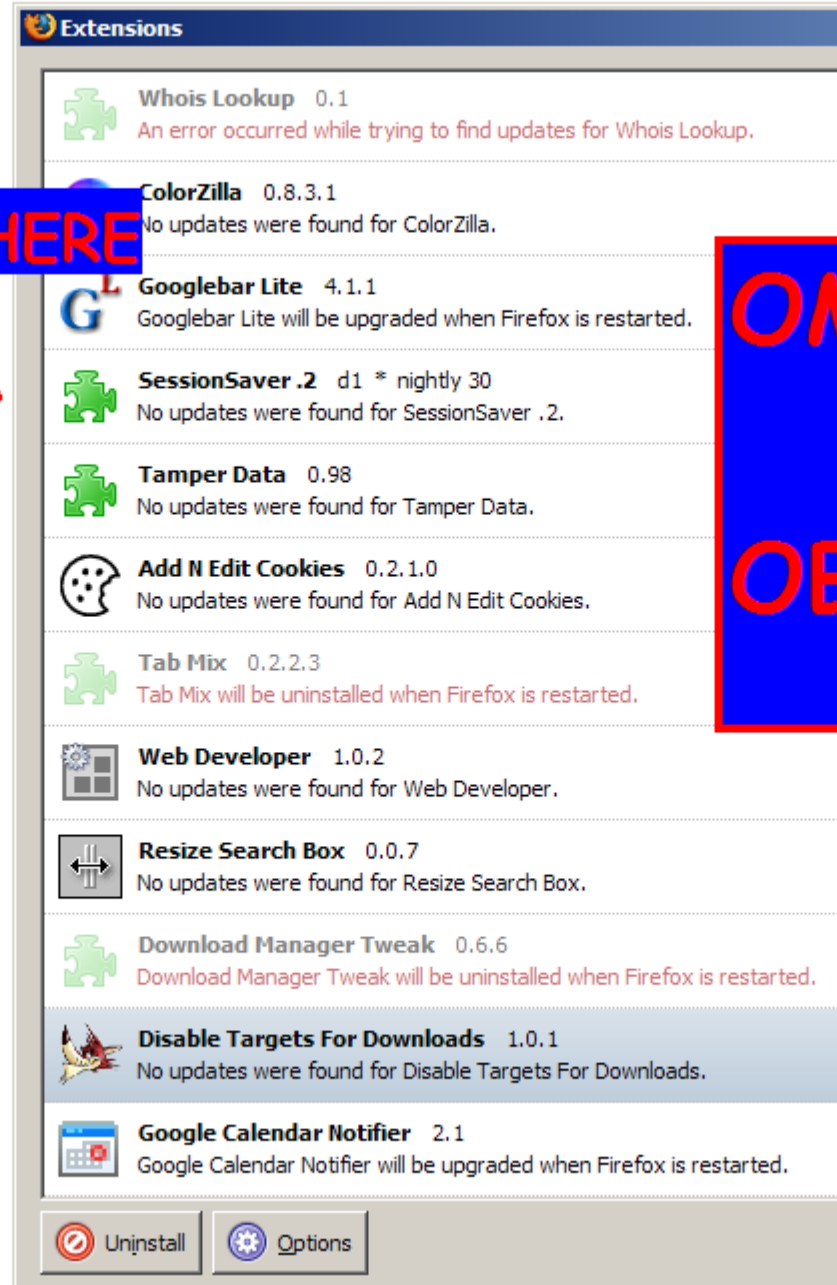 Extensions
Whois Lookup 0.1
An error occurred while trying to find updates for Whois Lookup.
ColorZilla 0.8.3.1
No updates were found for ColorZilla.
HERE
Googlebar Lite 4.1.1
Googlebar Lite will be upgraded when Firefox is restarted.
SessionSaver .2 d1 * nightly 30
No updates were found for SessionSaver .2.
Tamper Data 0.98
No updates were found for Tamper Data.
Add N Edit Cookies 0.2.1.0
No updates were found for Add N Edit Cookies.
Tab Mix 0.2.2.3
Tab Mix will be uninstalled when Firefox is restarted.
Web Developer 1.0.2
No updates were found for Web Developer.
Resize Search Box 0.0.7
No updates were found for Resize Search Box.
Download Manager Tweak 0.6.6
Download Manager Tweak will be uninstalled when Firefox is restarted.
Disable Targets For Downloads 1.0.1
No updates were found for Disable Targets For Downloads.
Google Calendar Notifier 2.1
Google Calendar Notifier will be upgraded when Firefox is restarted.
Uninstall Options